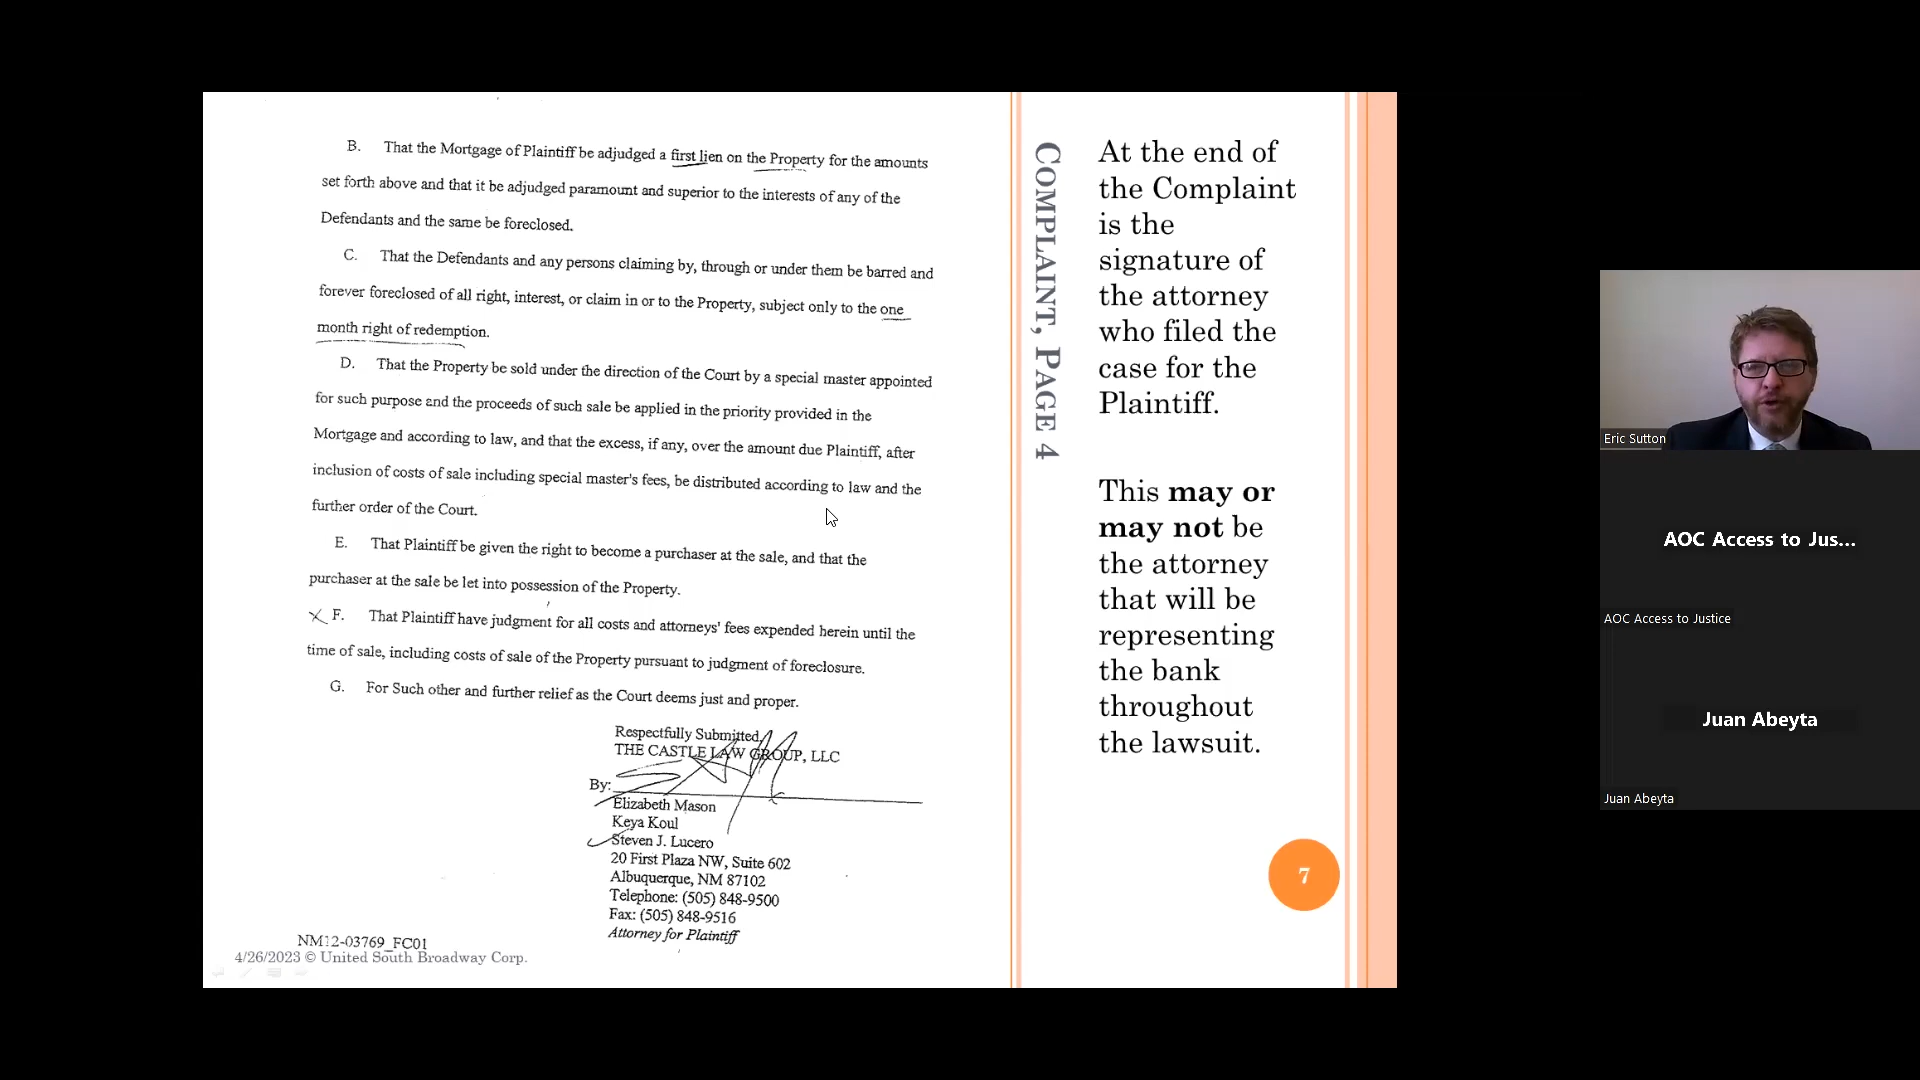 B. That the Mortgage of Plaintiff be adjudged a first lien on the Property for the amounts
set forth above and that it be adjudged paramount and superior to the interests of any of the
Defendants and the same be foreclosed.
C. That the Defendants and any persons claiming by, through or under them be barred and
forever foreclosed of all right, interest, or claim in or to the Property, subject only to the one
month right of redemption.
D. That the Property be sold under the direction of the Court by a special master appointed
for such purpose and the proceeds of such sale be applied in the priority provided in the
Mortgage and according to law, and that the excess, if any, over the amount due Plaintiff, after
inclusion of costs of sale including special master's fees, be distributed according to law and the
further order of the Court.
E. That Plaintiff be given the right to become a purchaser at the sale, and that the
purchaser at the sale be let into possession of the Property.
X F. That Plaintiff have judgment for all costs and attorneys' fees expended herein until the
time of sale, including costs of sale of the Property pursuant to judgment of foreclosure.
G. For Such other and further relief as the Court deems just and proper.
Respectfully Submitted,
THE CASTLE LAW GROUP, LLC
By:
Elizabeth Mason
Keya Koul
Steven J. Lucero
20 First Plaza NW, Suite 602
Albuquerque, NM 87102
Telephone: (505) 848-9500
Fax: (505) 848-9516
Attorney for Plaintiff
NM12-03769_FC01
4/26/2023 © United South Broadway Corp.
COMPLAINT, PAGE 4
At the end of
the Complaint
is the
signature of
the attorney
who filed the
case for the
Plaintiff.
This may or
may not be
the attorney
that will be
representing
the bank
throughout
the lawsuit.
7
Eric Sutton
AOC Access to Jus...
AOC Access to Justice
Juan Abeyta
Juan Abeyta